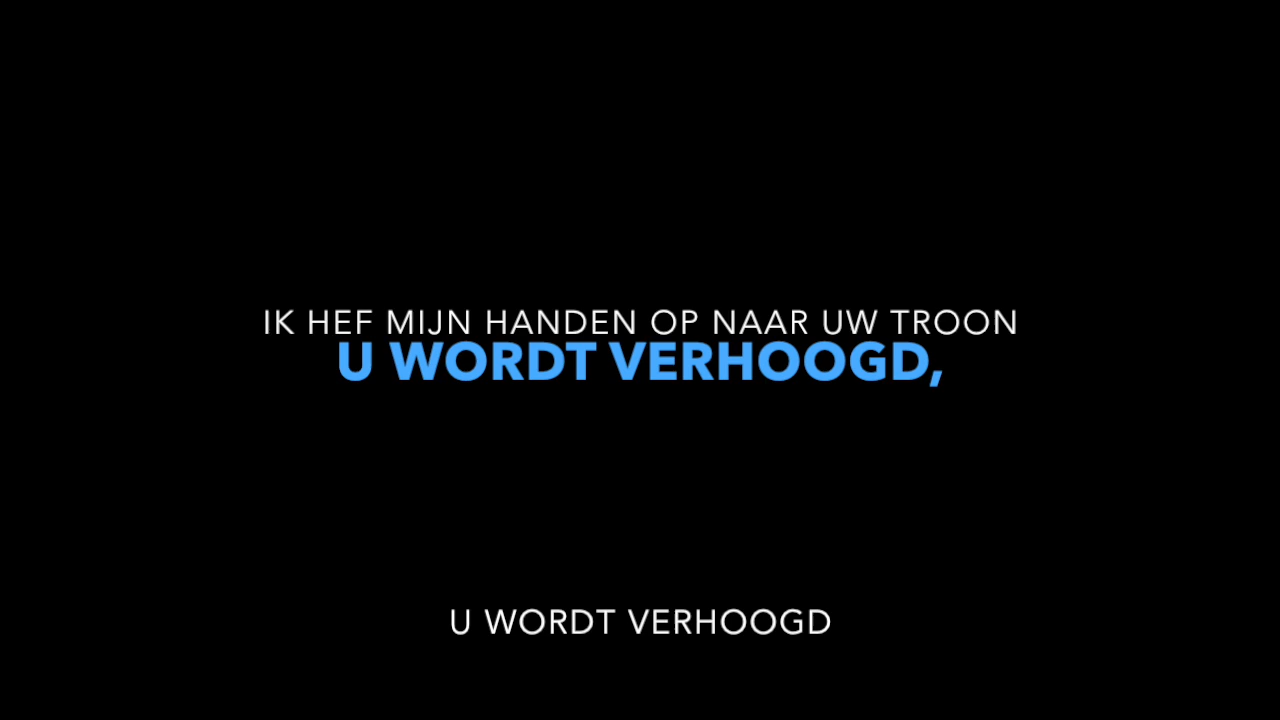 IK HEF MIJN HANDEN OP NAAR UW TROON
U WORDT VERHOOGD,
U WORDT VERHOOGD